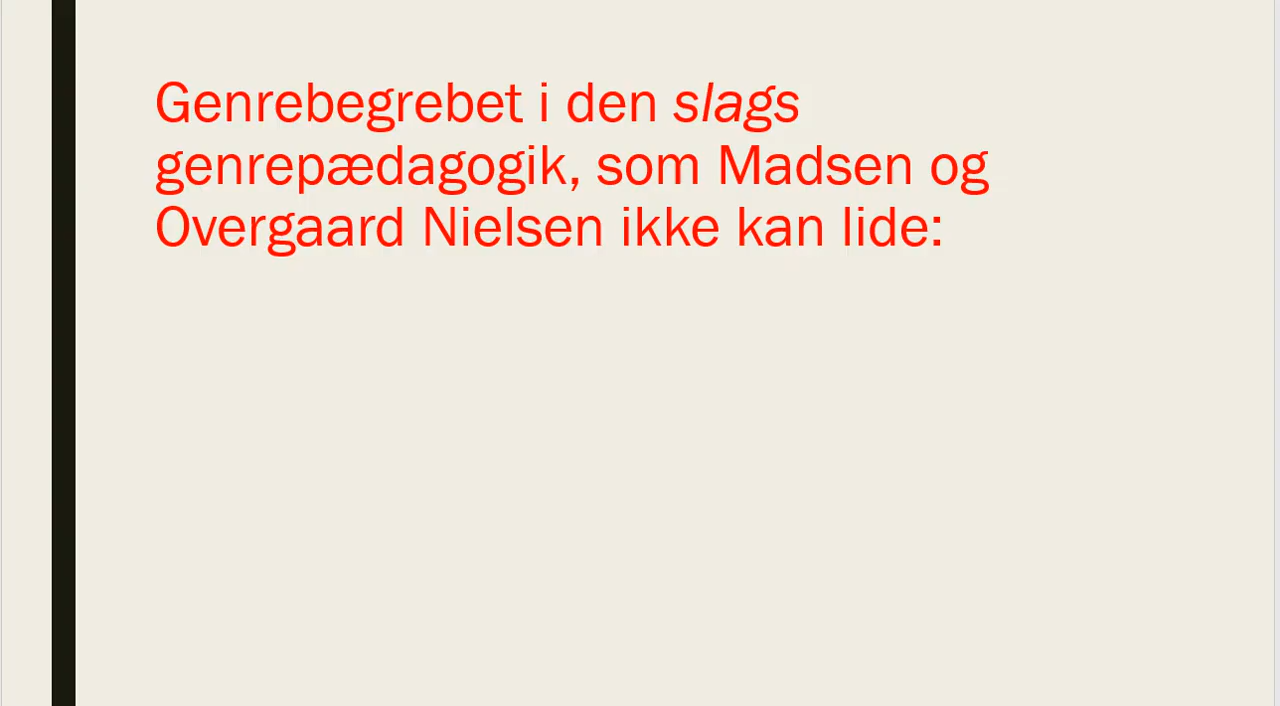 Genrebegrebet i den slags
genrepædagogik, som Madsen og
Overgaard Nielsen ikke kan lide: